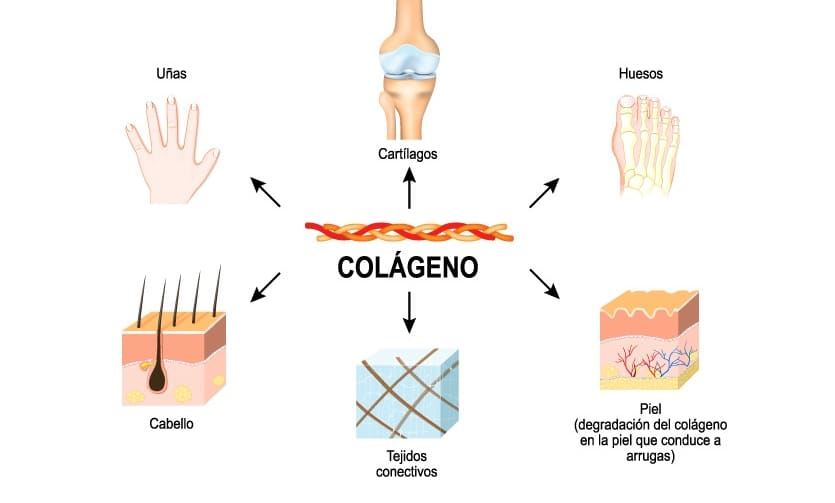 Uñas
Huesos
Cartílagos
COLÁGENO
Cabello
Tejidos
conectivos
Piel
(degradación del colágeno
en la piel que conduce a
arrugas)